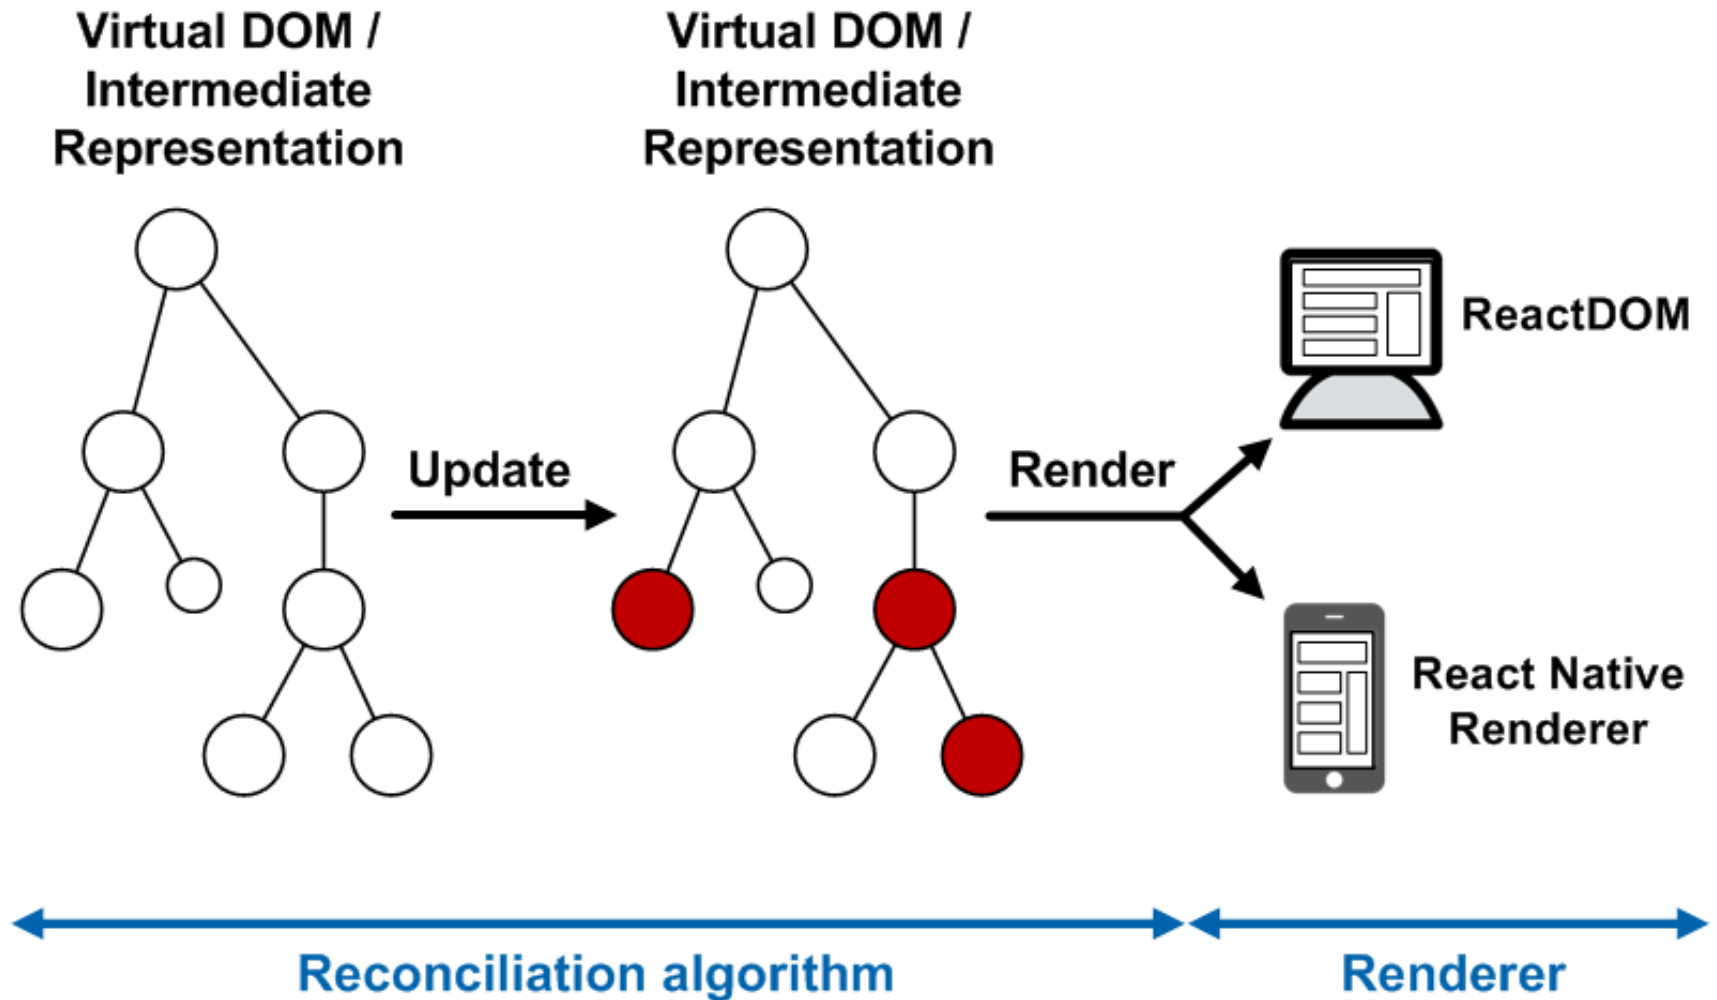 Virtual DOM /
Intermediate
Representation
Virtual DOM /
Intermediate
Representation
Update
Render
ReactDOM
React Native
Renderer
Reconciliation algorithm
Renderer